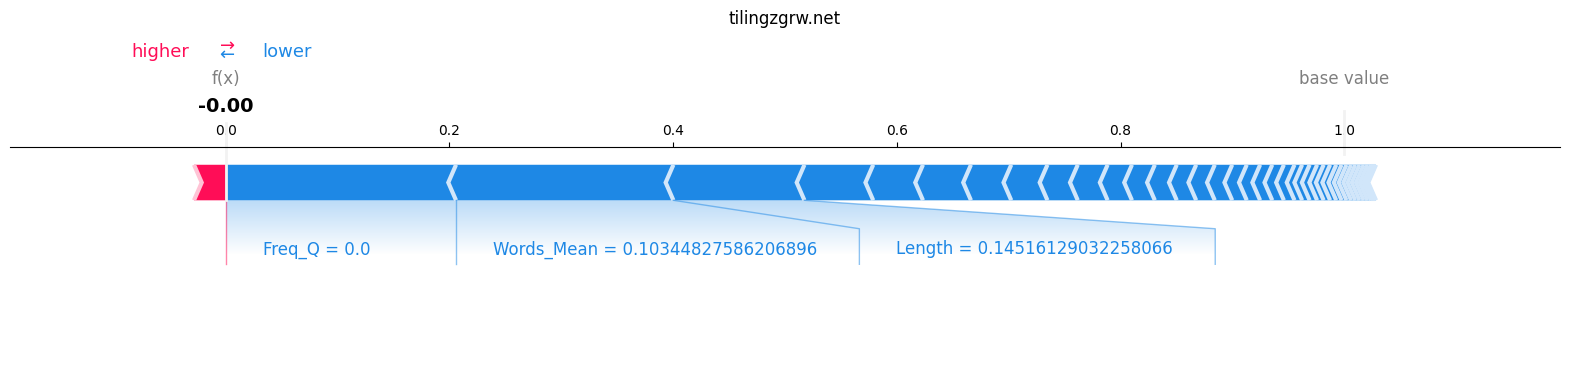 tilingzgrw.net
higher ⇄ lower
f(x) base value
-0.00
0.0 0.2 0.4 0.6 0.8 1.0
Freq_Q = 0.0 Words_Mean = 0.10344827586206896 Length = 0.14516129032258066